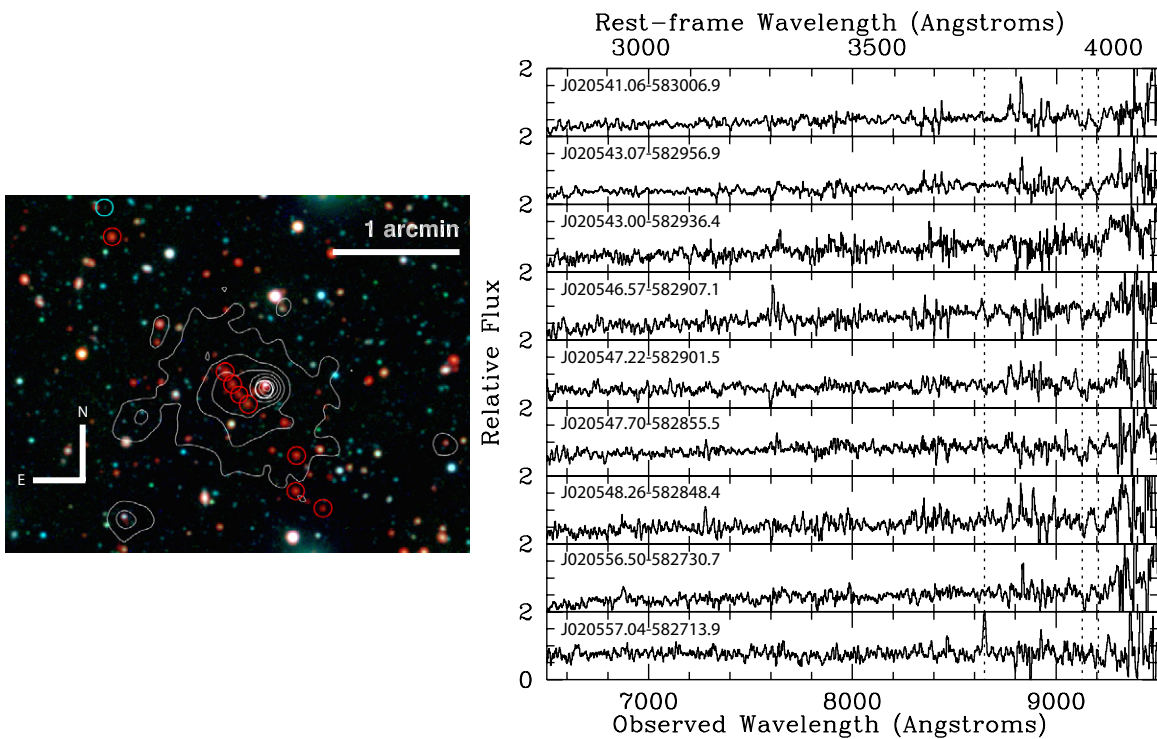 1 arcmin
N
E
Rest-frame Wavelength (Angstroms)
3000 3500 4000
2
J020541.06-583006.9
2
J020543.07-582956.9
2
J020543.00-582936.4
2
J020546.57-582907.1
2
J020547.22-582901.5
2
J020547.70-582855.5
2
J020548.26-582848.4
2
J020556.50-582730.7
2
J020557.04-582713.9
0
Relative Flux
7000 8000 9000
Observed Wavelength (Angstroms)